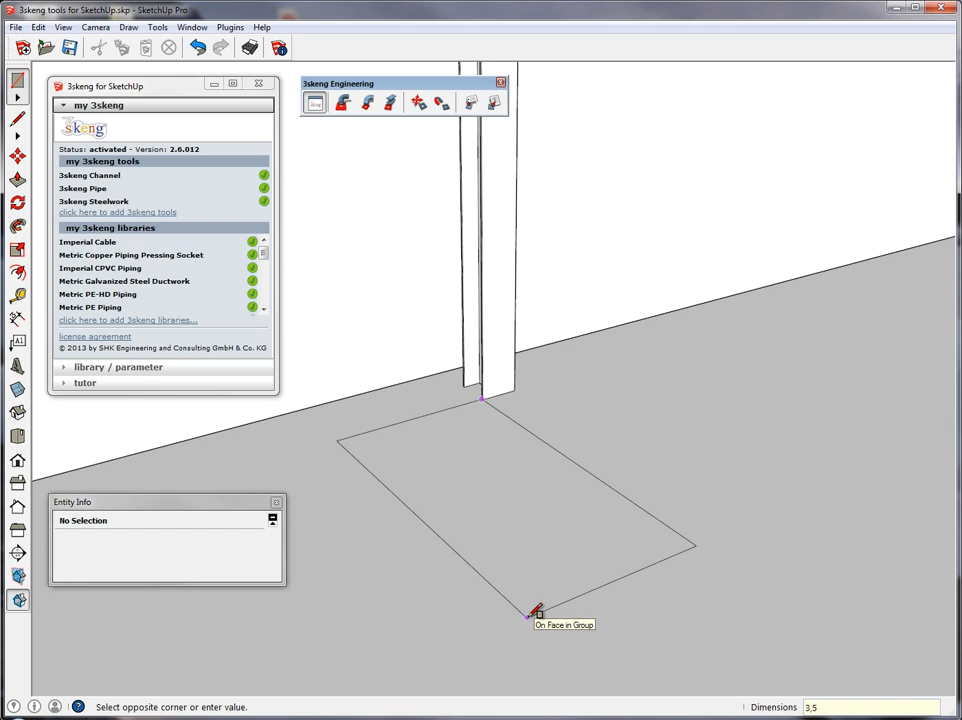 3skeng tools for SketchUp.skp - SketchUp Pro
File Edit View Camera Draw Tools Window Plugins Help
3skeng for SketchUp
my 3skeng
3skeng
Status: activated - Version: 2.6.012
my 3skeng tools
3skeng Channel
3skeng Pipe
3skeng Steelwork
click here to add 3skeng tools
my 3skeng libraries
Imperial Cable
Metric Copper Piping Pressing Socket
Imperial CPVC Piping
Metric Galvanized Steel Ductwork
Metric PE-HD Piping
Metric PE Piping
click here to add 3skeng libraries...
license agreement
© 2013 by SHK Engineering and Consulting GmbH & Co. KG
library / parameter
tutor
3skeng Engineering
Entity Info
No Selection
On Face in Group
Select opposite corner or enter value.
Dimensions 3,5